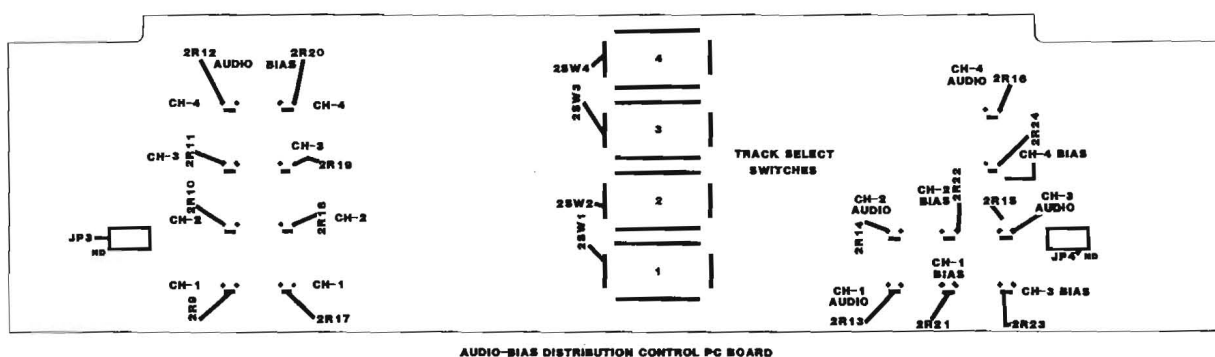 2R12
2R20
AUDIO BIAS
CH-4
CH-4
2R11
CH-3
CH-3
2R19
2R10
CH-2
2R18
CH-2
JP3
ND
CH-1
CH-1
2R9
2R17
2SW4
4
2SW3
3
2SW2
2
2SW1
1
TRACK SELECT
SWITCHES
CH-4
AUDIO
2R16
2R24
CH-4 BIAS
CH-2
AUDIO
2R14
CH-2
BIAS
2R22
2R15
CH-3
AUDIO
JP4
ND
CH-1
BIAS
CH-1
AUDIO
CH-3 BIAS
2R13
2R21
2R23
AUDIO-BIAS DISTRIBUTION CONTROL PC BOARD